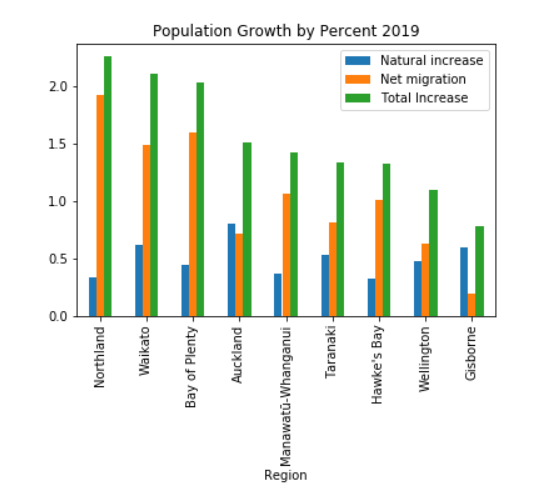 Population Growth by Percent 2019
Natural increase
Net migration
Total Increase
2.0
1.5
1.0
0.5
0.0
Northland
Waikato
Bay of Plenty
Auckland
Manawatū-Whanganui
Taranaki
Hawke's Bay
Wellington
Gisborne
Region